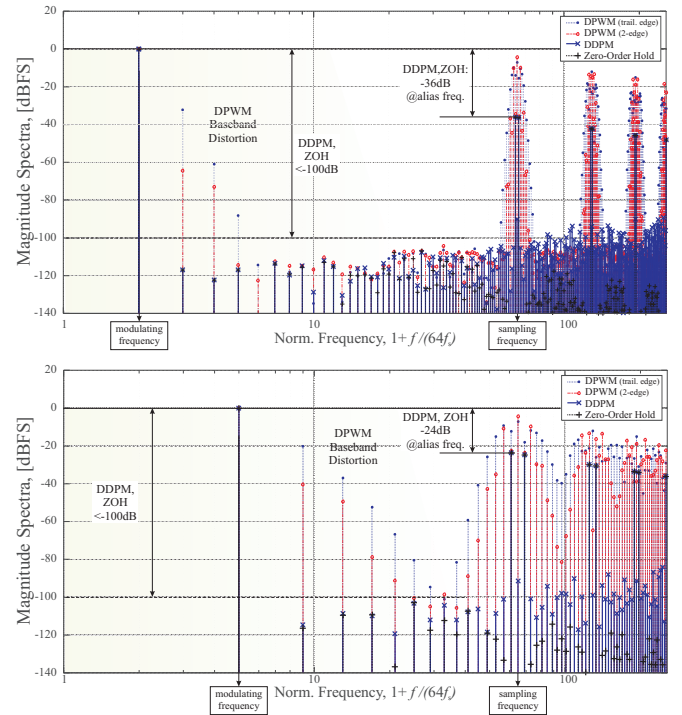 20
0
-20
-40
-60
-80
-100
-120
-140
Magnitude Spectra, [dBFS]
DPWM (trail. edge)
DPWM (2-edge)
DDPM
Zero-Order Hold
DDPM,ZOH:
-36dB
@alias freq.
DPWM
Baseband
Distortion
DDPM,
ZOH
<-100dB
1
10
100
modulating
frequency
Norm. Frequency, 1+ f/(64fs)
sampling
frequency
20
0
-20
-40
-60
-80
-100
-120
-140
Magnitude Spectra, [dBFS]
DPWM (trail. edge)
DPWM (2-edge)
DDPM
Zero-Order Hold
DDPM, ZOH
-24dB
@alias freq.
DPWM
Baseband
Distortion
DDPM,
ZOH
<-100dB
1
10
100
modulating
frequency
Norm. Frequency, 1+ f/(64fs)
sampling
frequency